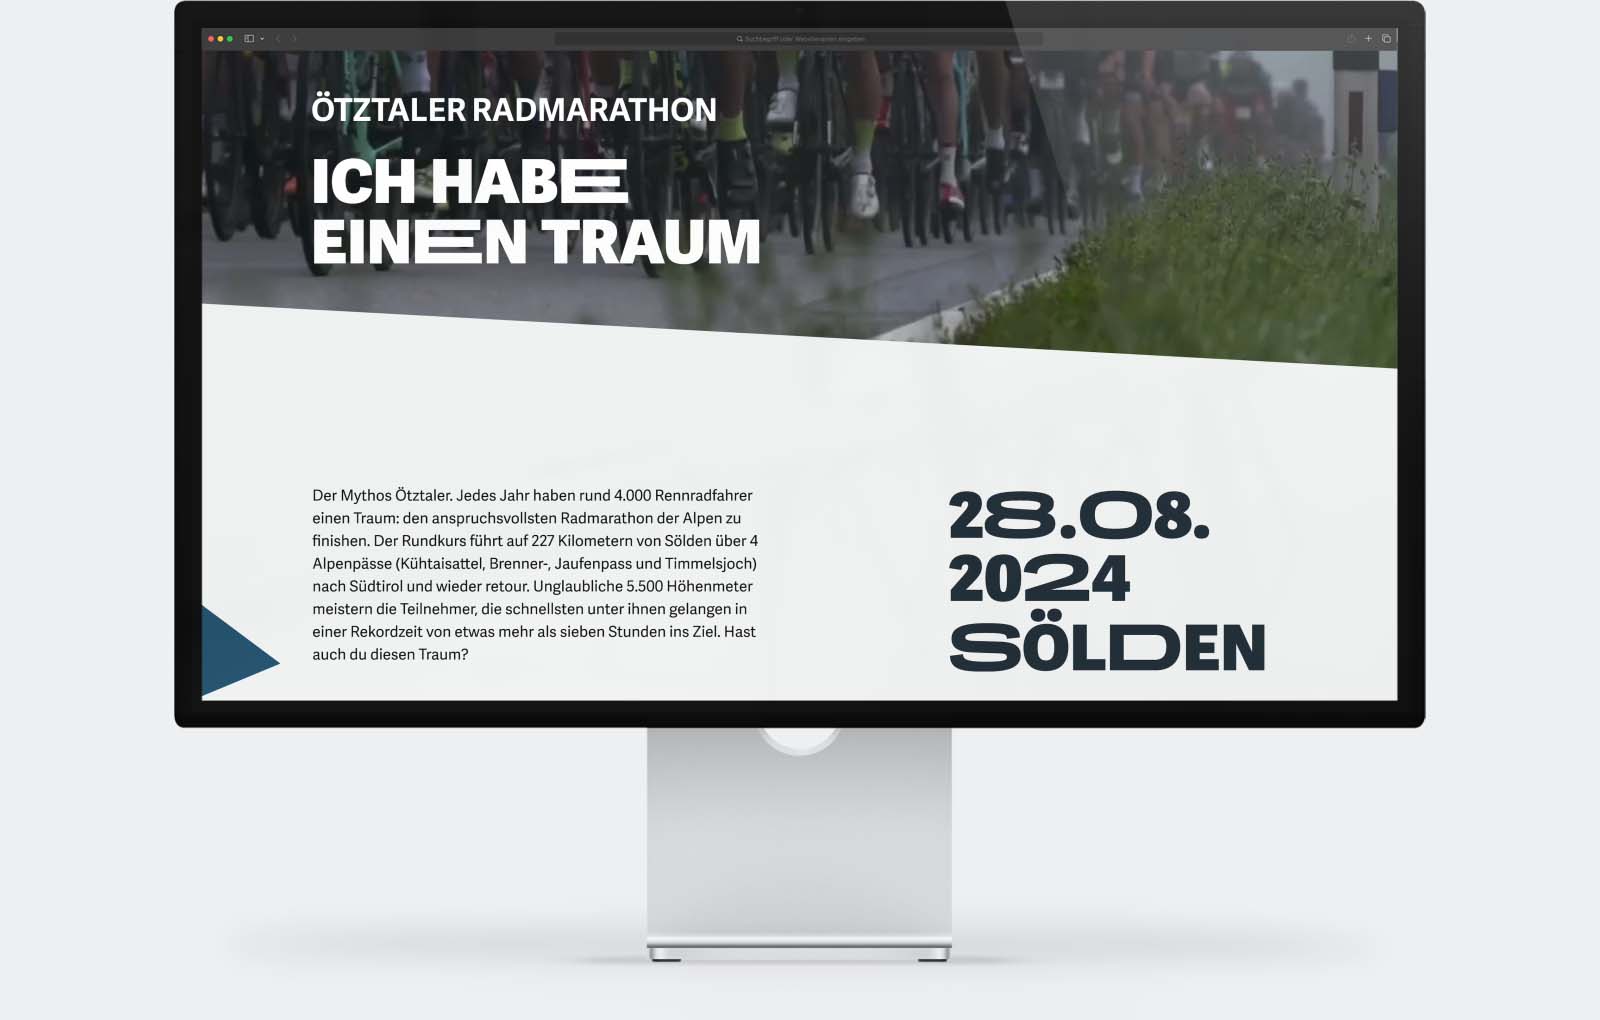 Suchbegriff oder Websitenamen eingeben
ÖTZTALER RADMARATHON
ICH HABE
EINEN TRAUM
Der Mythos Ötztaler. Jedes Jahr haben rund 4.000 Rennradfahrer
einen Traum: den anspruchsvollsten Radmarathon der Alpen zu
finishen. Der Rundkurs führt auf 227 Kilometern von Sölden über 4
Alpenpässe (Kühtaisattel, Brenner-, Jaufenpass und Timmelsjoch)
nach Südtirol und wieder retour. Unglaubliche 5.500 Höhenmeter
meistern die Teilnehmer, die schnellsten unter ihnen gelangen in
einer Rekordzeit von etwas mehr als sieben Stunden ins Ziel. Hast
auch du diesen Traum?
28.08.
2024
SÖLDEN